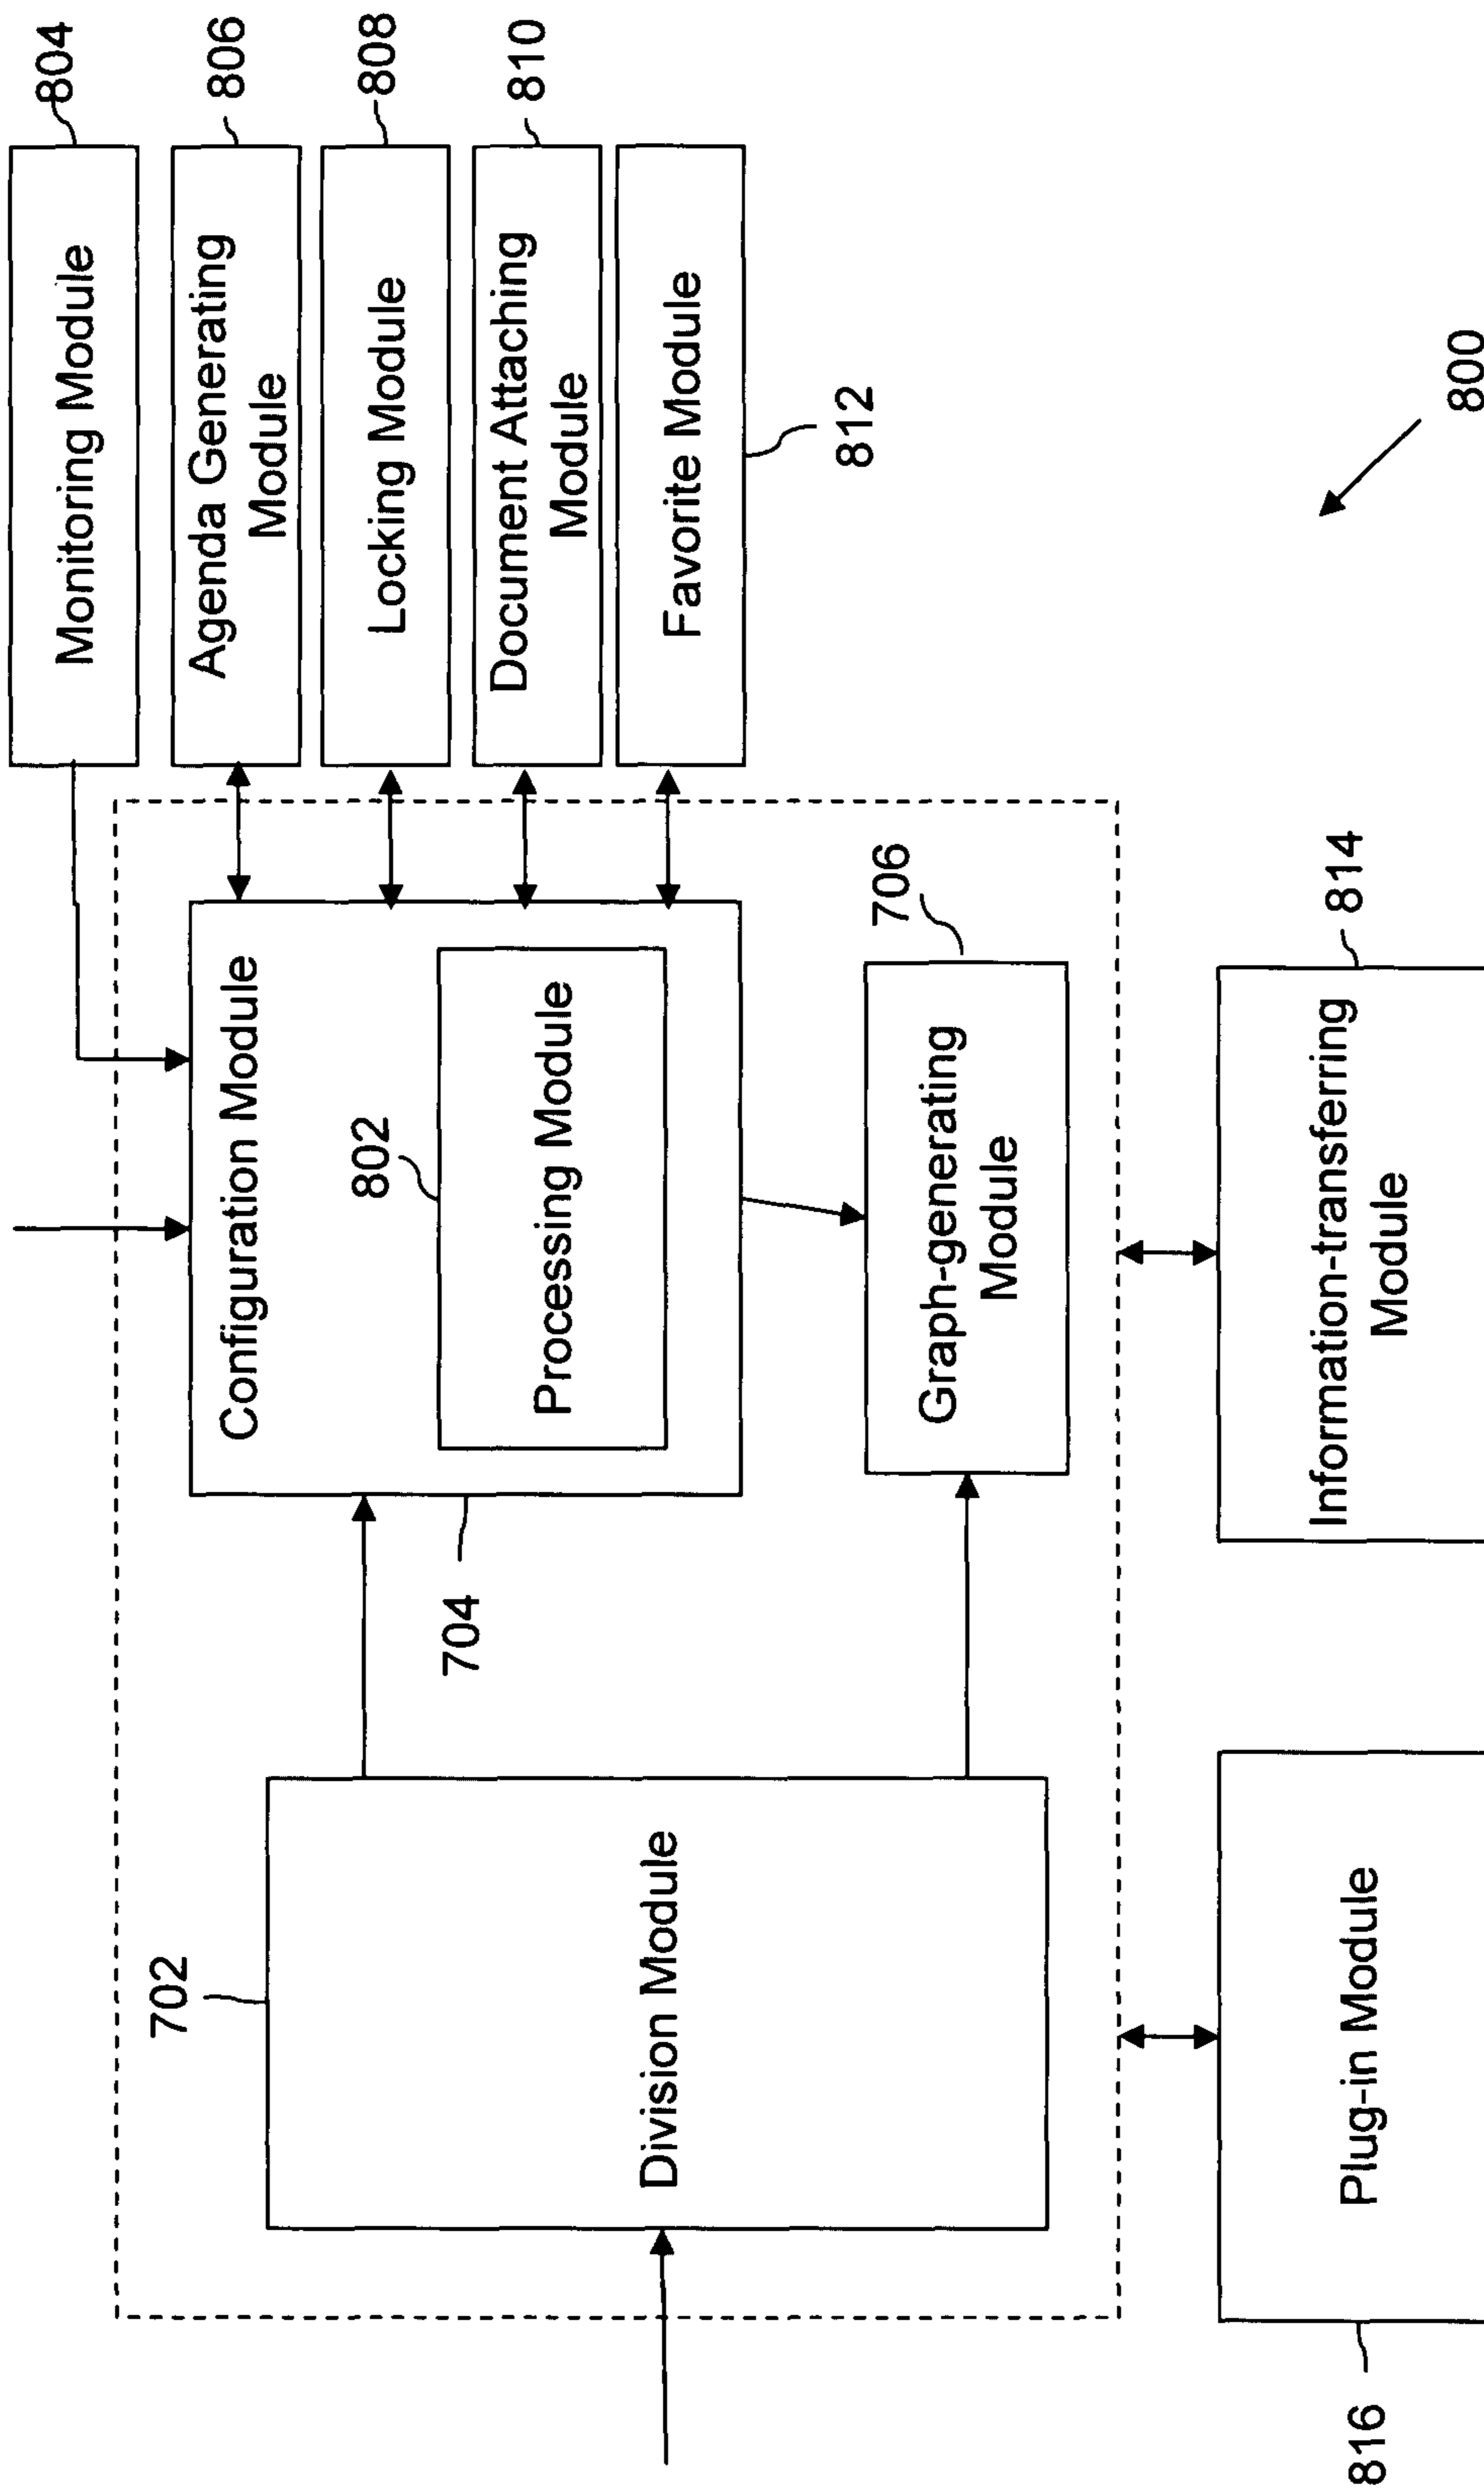 804
Monitoring Module
806
Agenda Generating
Module
808
Locking Module
810
Document Attaching
Module
Favorite Module
812
Configuration Module
802
Processing Module
704
706
Graph-generating
Module
702
Division Module
814
Information-transferring
Module
816
Plug-in Module
800